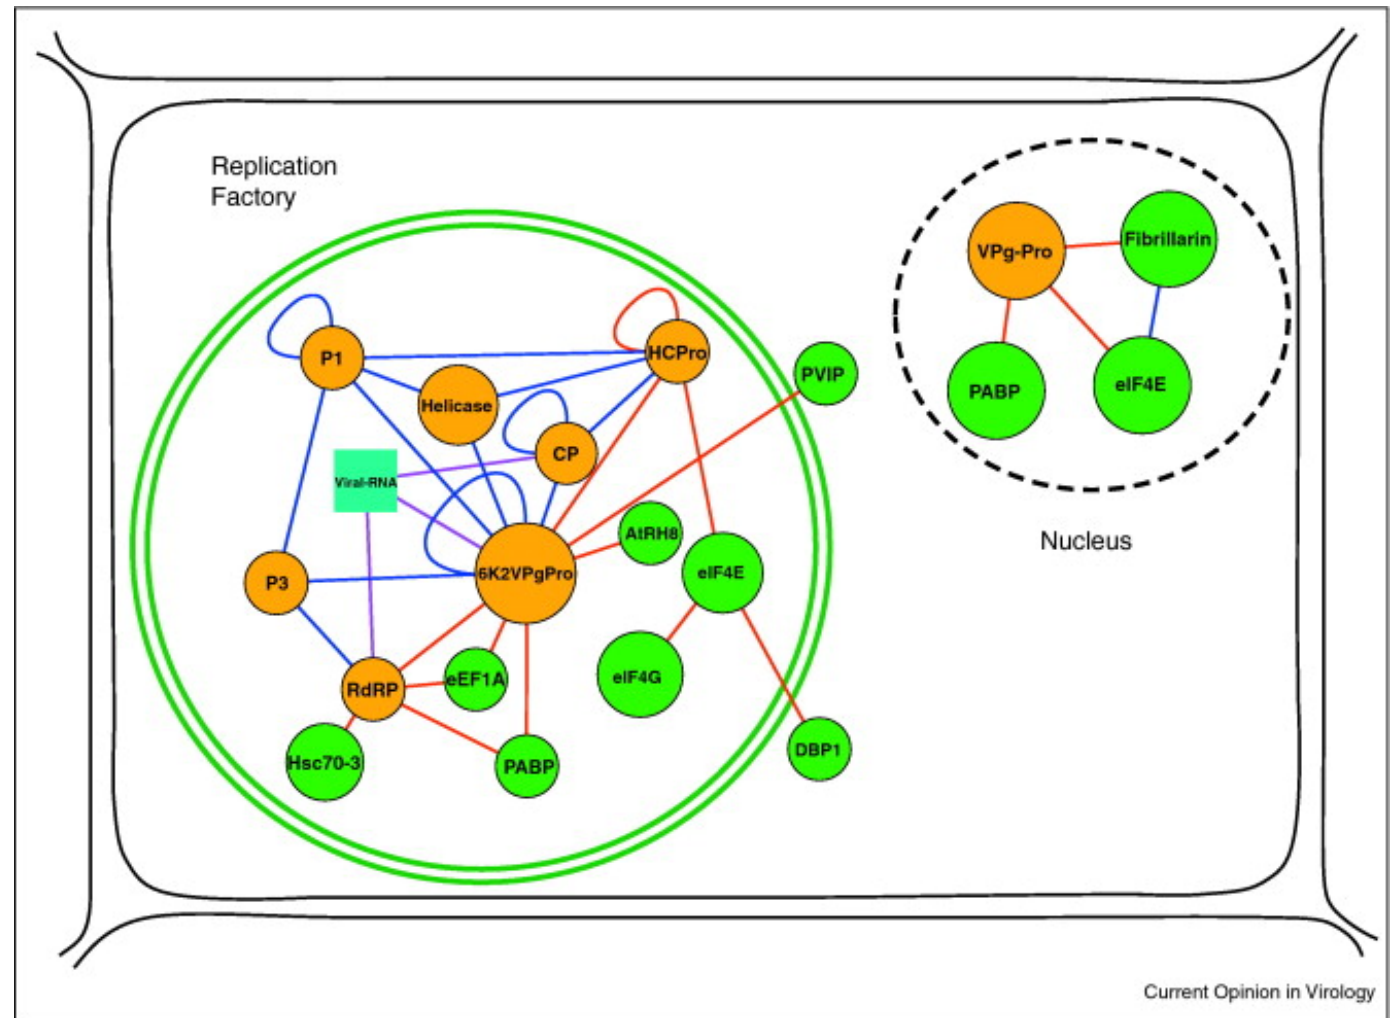 Replication
Factory
VPg-Pro
Fibrillarin
PABP
eIF4E
Nucleus
P1
HCPro
PVIP
Helicase
CP
Viral-RNA
AtRH8
6K2VPgPro
eIF4E
P3
eEF1A
eIF4G
RdRP
Hsc70-3
PABP
DBP1
Current Opinion in Virology